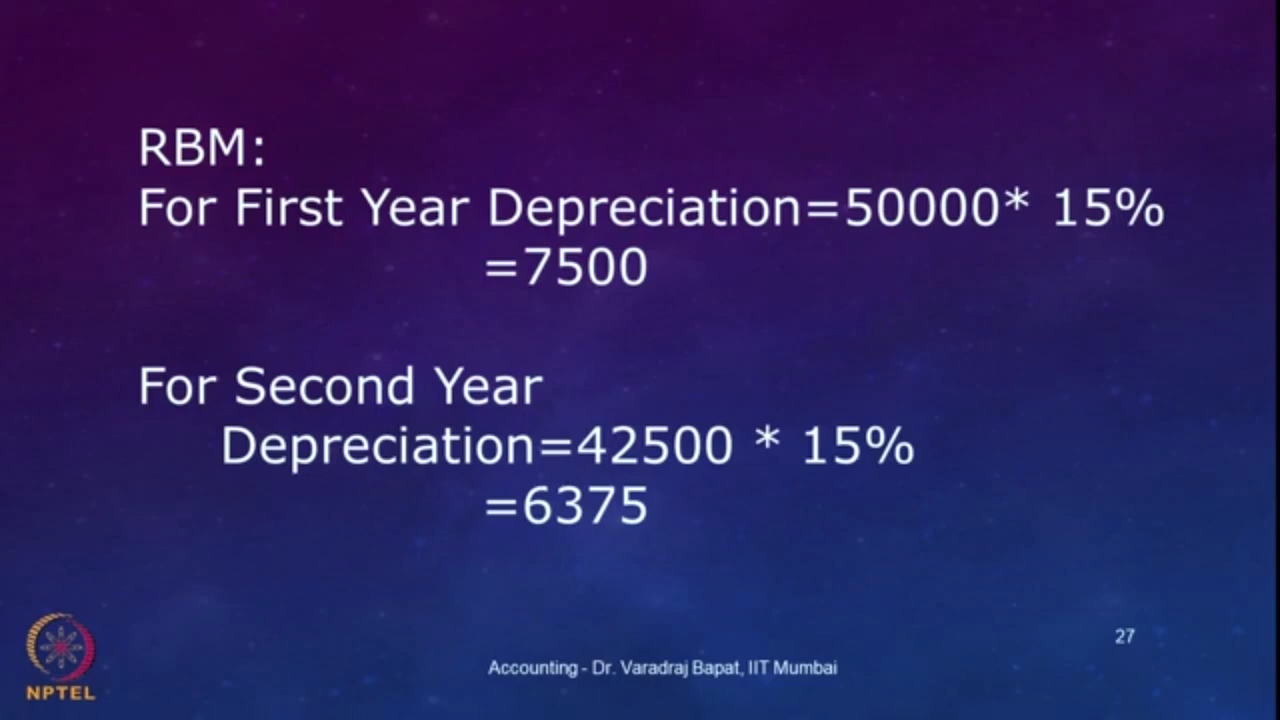 RBM:
For First Year Depreciation=50000* 15%
=7500
For Second Year
Depreciation=42500 * 15%
=6375
27
Accounting - Dr. Varadraj Bapat, IIT Mumbai
NPTEL